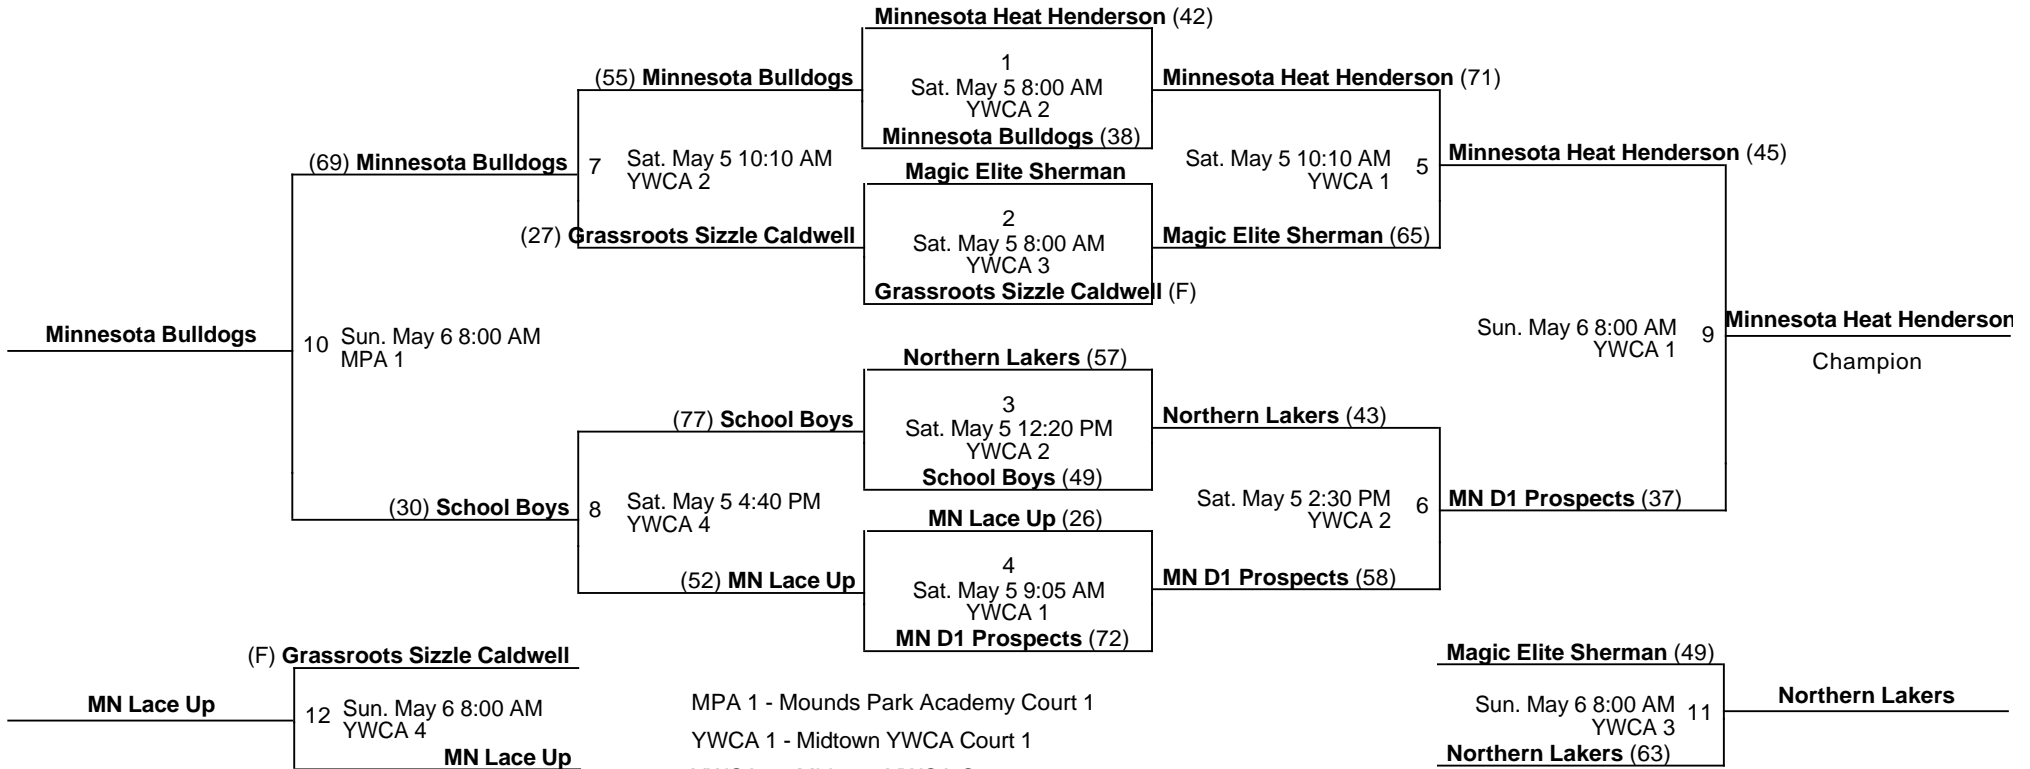 Minnesota Heat Henderson (42)
1
Sat. May 5 8:00 AM
YWCA 2
Minnesota Bulldogs (38)
Magic Elite Sherman
2
Sat. May 5 8:00 AM
YWCA 3
Grassroots Sizzle Caldwell (F)
Northern Lakers (57)
3
Sat. May 5 12:20 PM
YWCA 2
School Boys (49)
MN Lace Up (26)
4
Sat. May 5 9:05 AM
YWCA 1
MN D1 Prospects (72)
(55) Minnesota Bulldogs
7 Sat. May 5 10:10 AM
YWCA 2
(27) Grassroots Sizzle Caldwell
(77) School Boys
8 Sat. May 5 4:40 PM
YWCA 4
(52) MN Lace Up
(69) Minnesota Bulldogs
10 Sun. May 6 8:00 AM
MPA 1
(30) School Boys
Minnesota Bulldogs
Minnesota Heat Henderson (71)
Sat. May 5 10:10 AM 5
YWCA 1
Magic Elite Sherman (65)
Northern Lakers (43)
Sat. May 5 2:30 PM 6
YWCA 2
MN D1 Prospects (58)
Minnesota Heat Henderson (45)
Sun. May 6 8:00 AM 9
YWCA 1
MN D1 Prospects (37)
Minnesota Heat Henderson
Champion
(F) Grassroots Sizzle Caldwell
12 Sun. May 6 8:00 AM
YWCA 4
MN Lace Up
MN Lace Up
MPA 1 - Mounds Park Academy Court 1
YWCA 1 - Midtown YWCA Court 1
Magic Elite Sherman (49)
Sun. May 6 8:00 AM 11
YWCA 3
Northern Lakers (63)
Northern Lakers